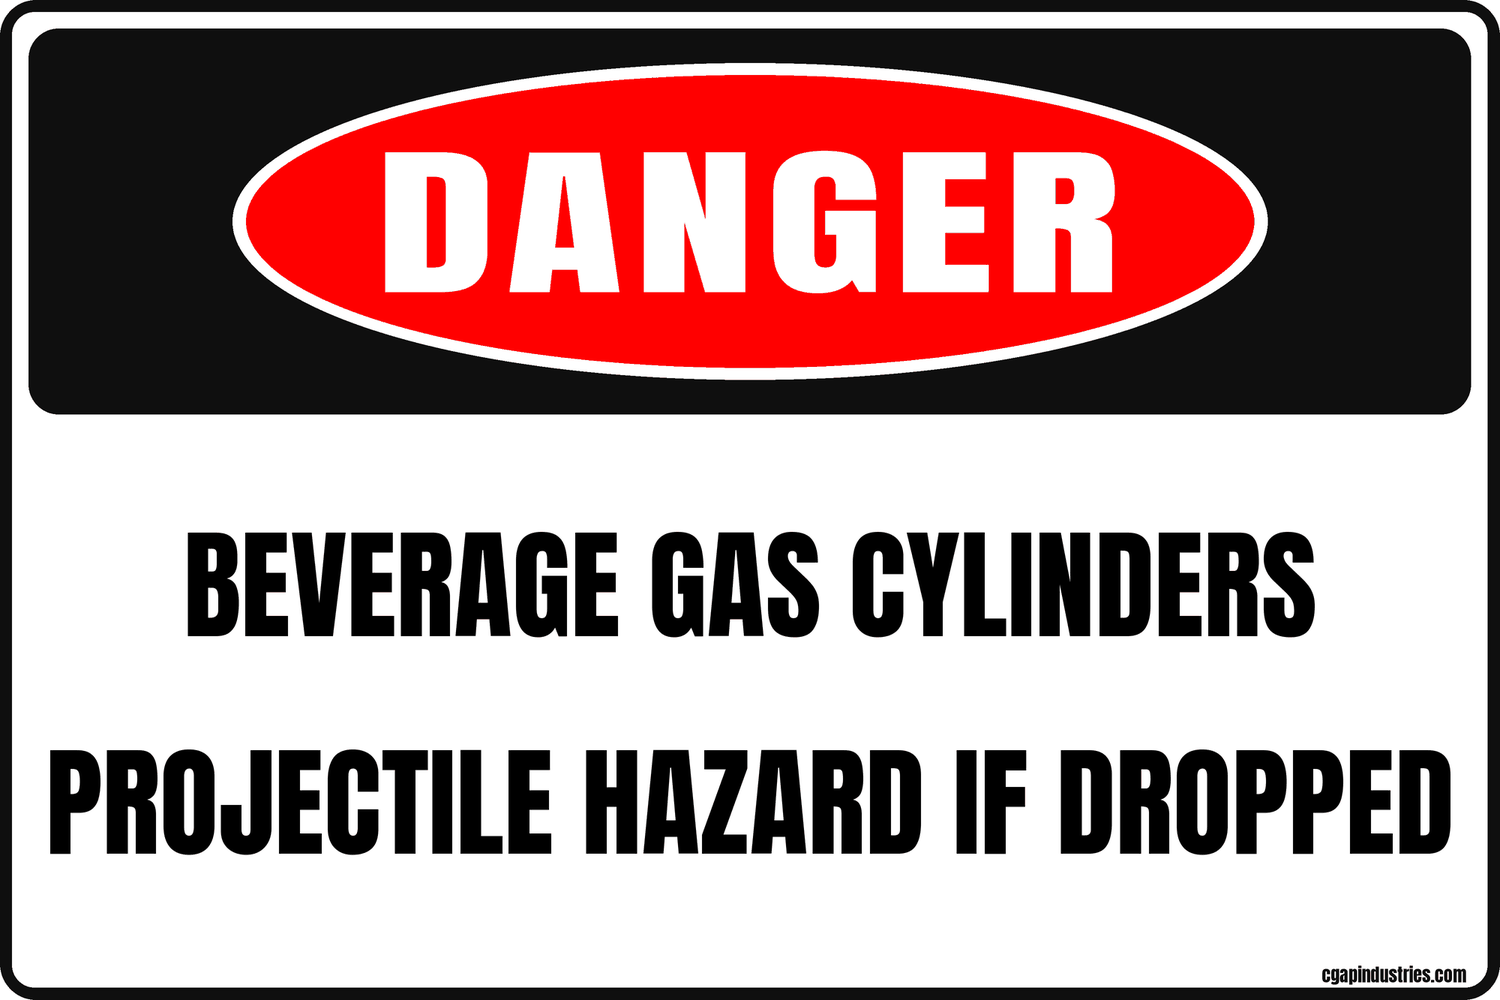 DANGER
BEVERAGE GAS CYLINDERS
PROJECTILE HAZARD IF DROPPED
cgapindustries.com